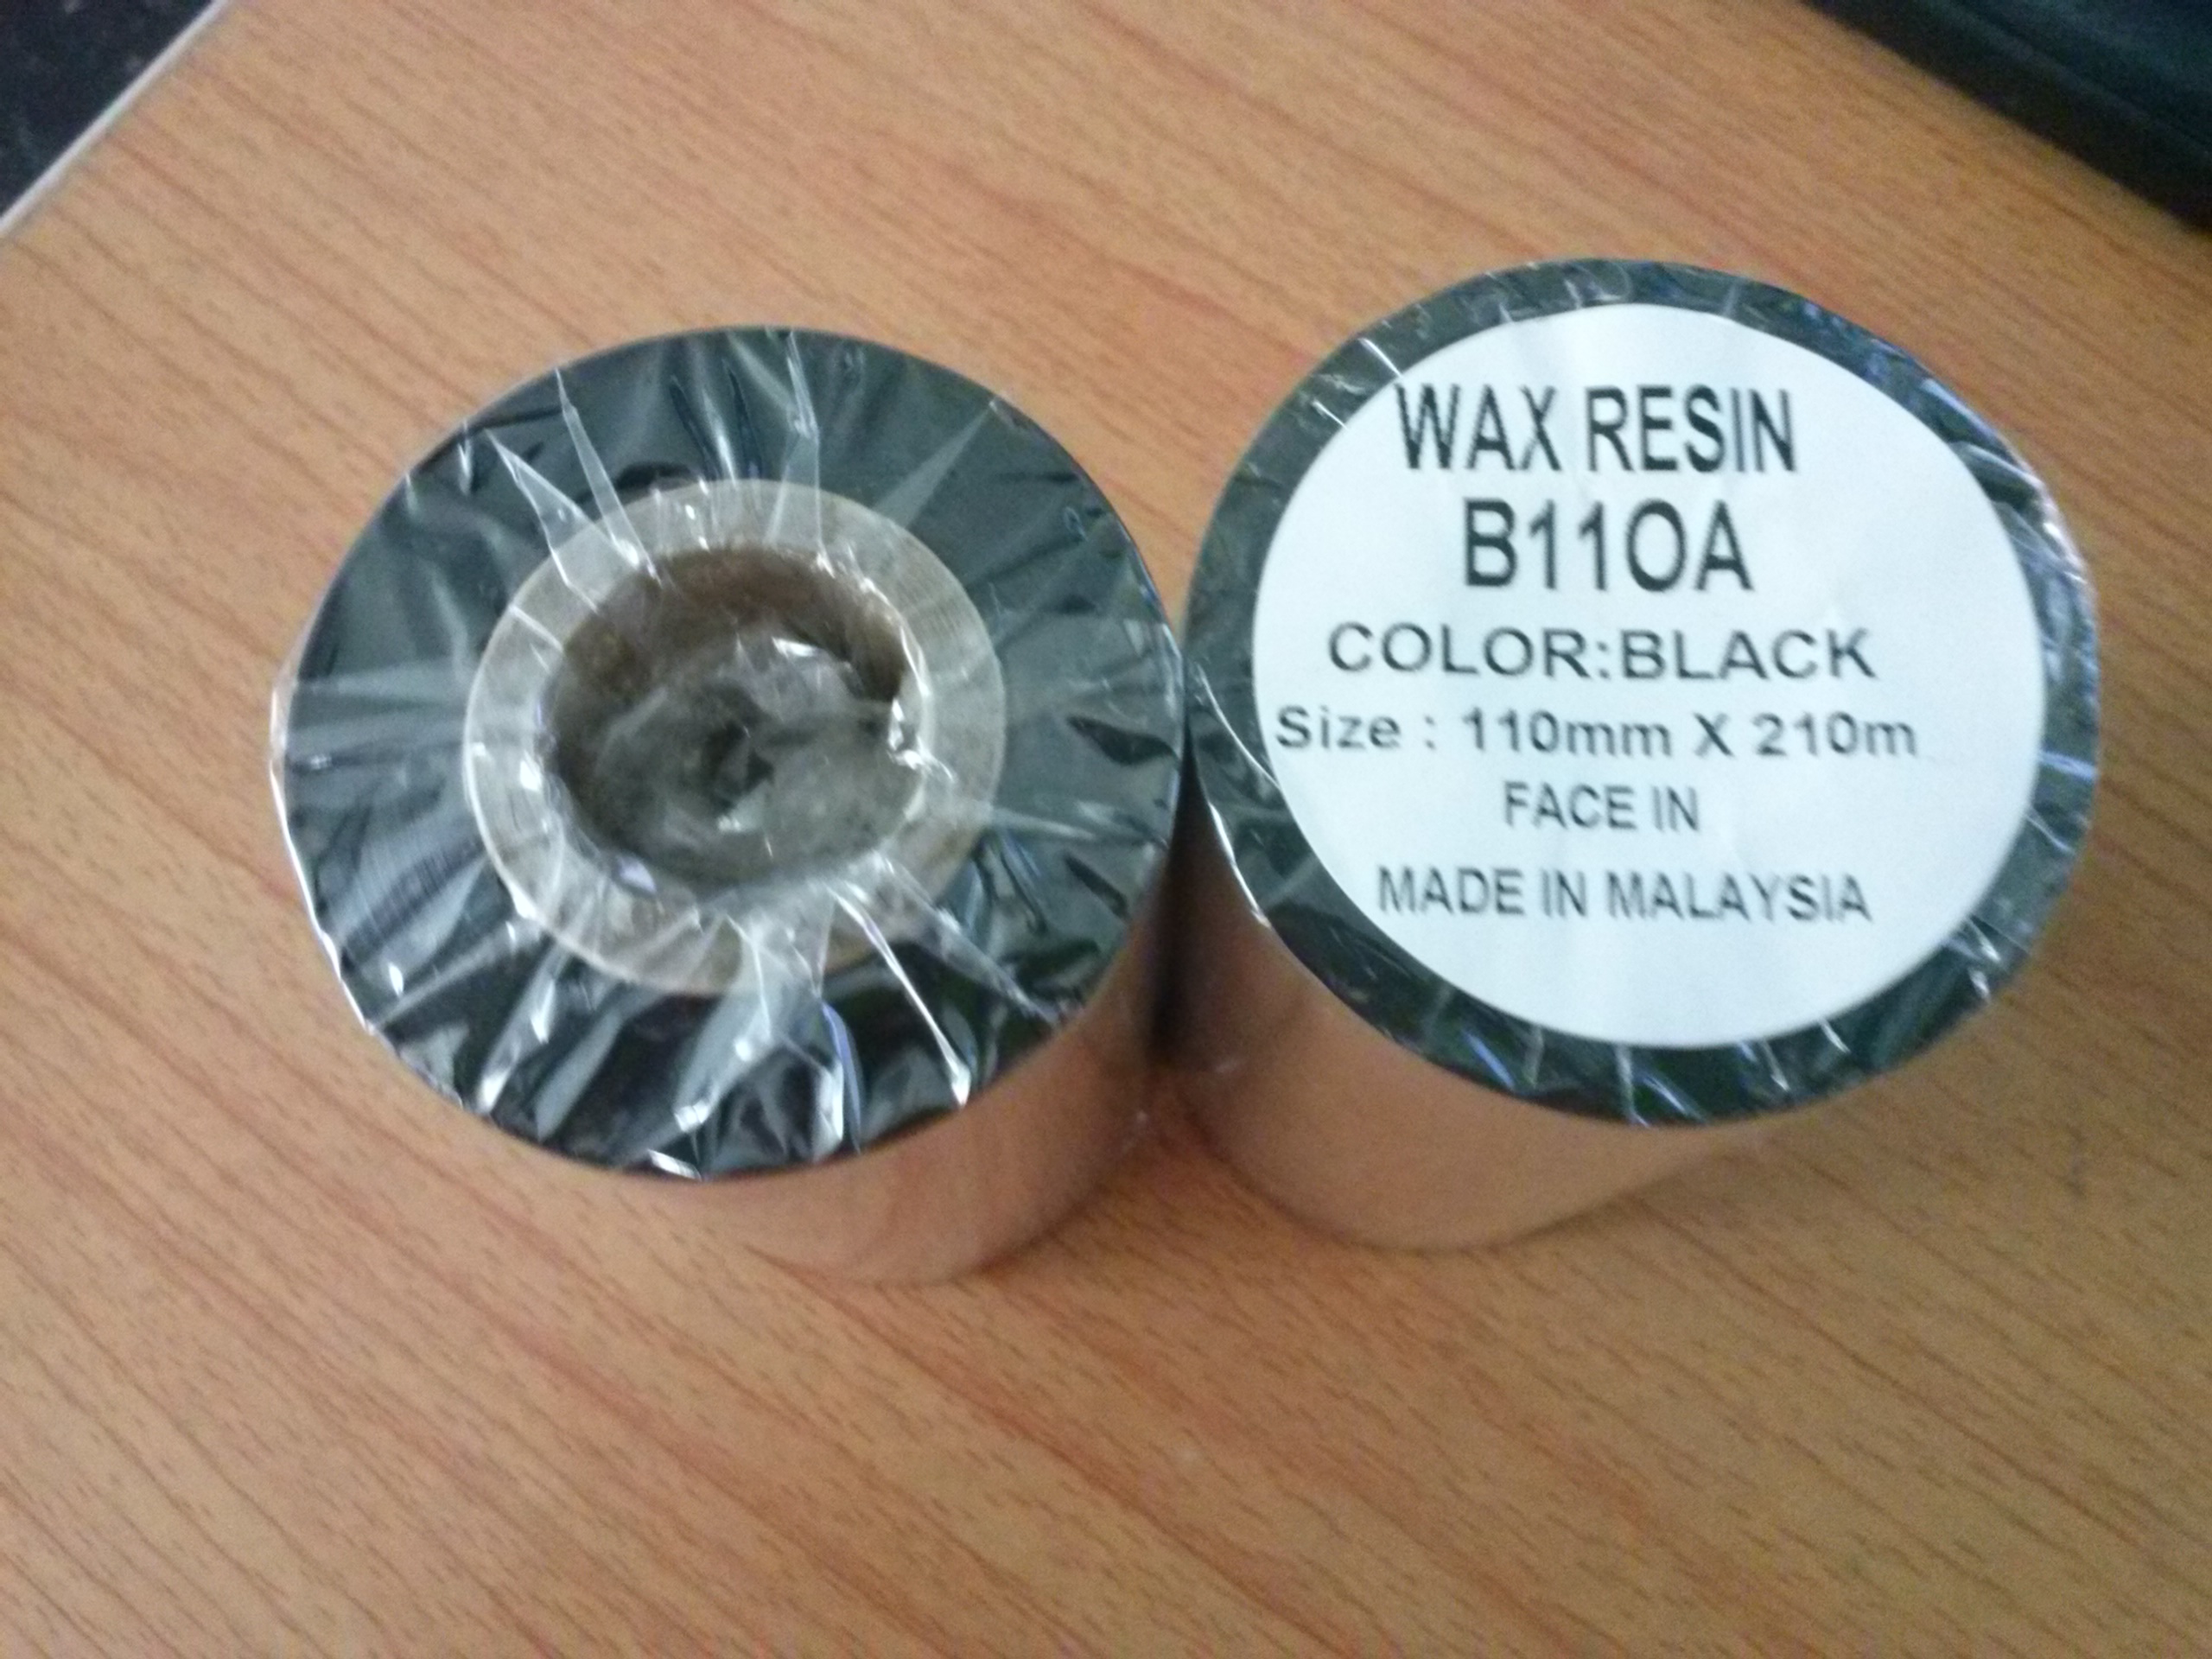 WAX RESIN
B110A
COLOR:BLACK
Size : 110mm X 210m
FACE IN
MADE IN MALAYSIA